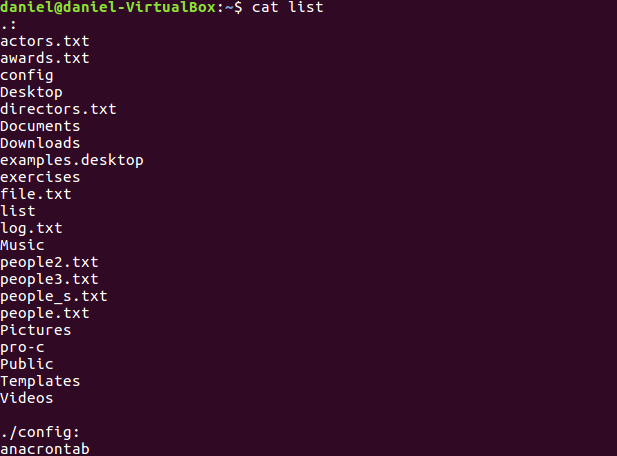 daniel@daniel-VirtualBox:~$ cat list
.:
actors.txt
awards.txt
config
Desktop
directors.txt
Documents
Downloads
examples.desktop
exercises
file.txt
list
log.txt
Music
people2.txt
people3.txt
people_s.txt
people.txt
Pictures
pro-c
Public
Templates
Videos

./config:
anacrontab